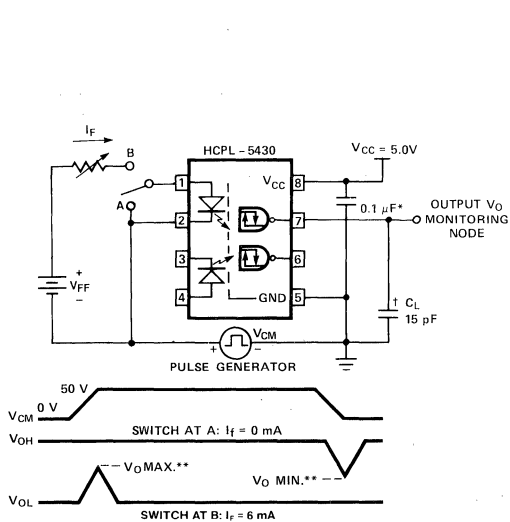 I_F
HCPL - 5430
B
A
V_CC = 5.0V
1
V_CC
8
0.1 µF*
2
7
OUTPUT V_O
MONITORING
NODE
3
6
+
V_FF
–
4
GND
5
† C_L
15 pF
+
V_CM
–
PULSE GENERATOR
50 V
V_CM
0 V
SWITCH AT A: I_f = 0 mA
V_OH
V_O MAX.**
V_O MIN.**
V_OL
SWITCH AT B: I_F = 6 mA